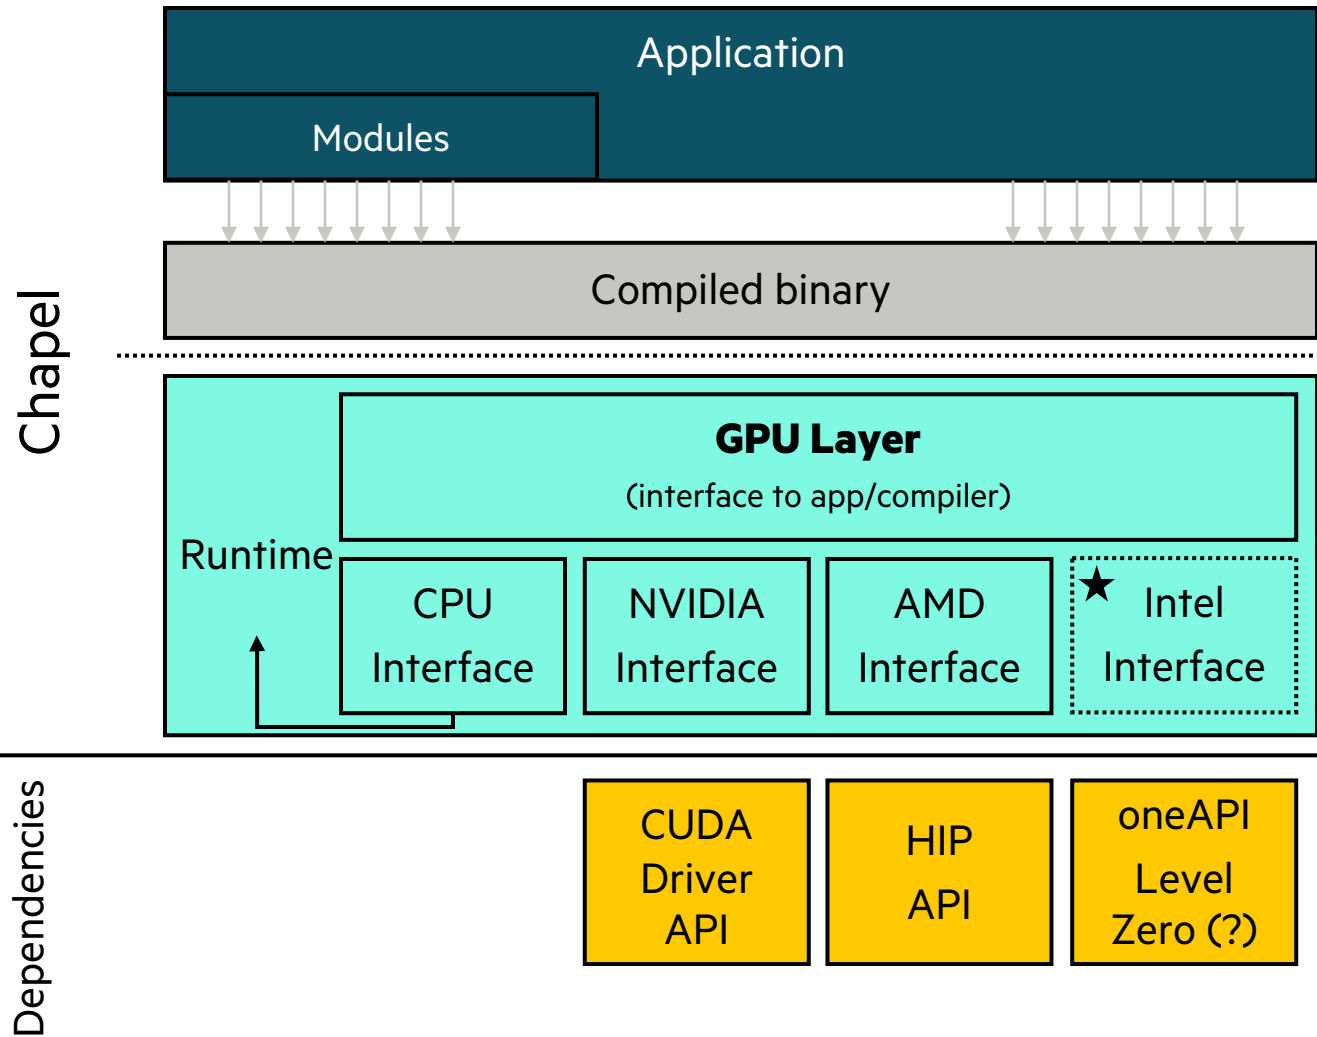 Application
Modules
Compiled binary
Chapel
GPU Layer
(interface to app/compiler)
Runtime
CPU
Interface
NVIDIA
Interface
AMD
Interface
Intel
Interface
Dependencies
CUDA
Driver
API
HIP
API
oneAPI
Level
Zero (?)